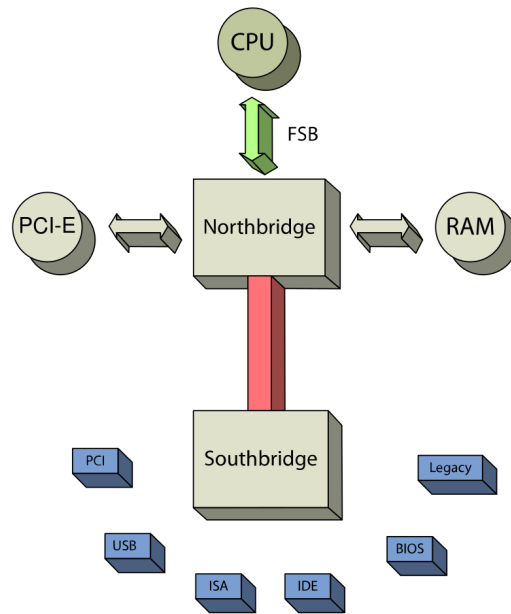 CPU
FSB
PCI-E
Northbridge
RAM
Southbridge
PCI
Legacy
USB
BIOS
ISA
IDE